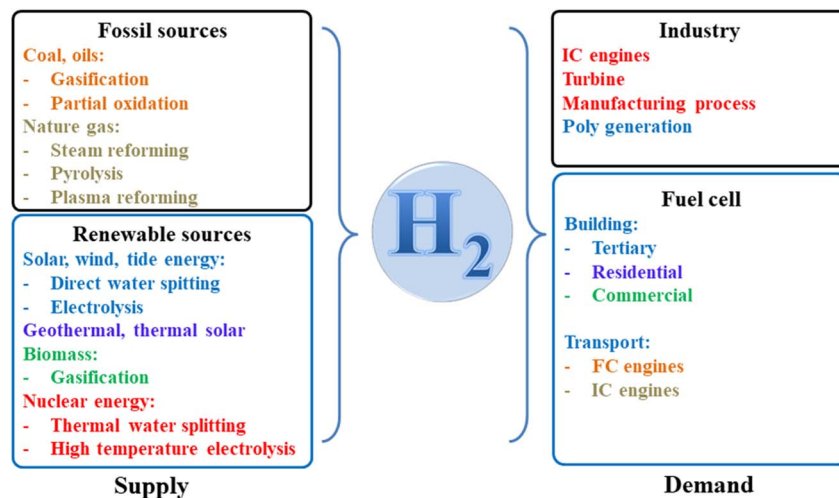 Fossil sources
Coal, oils:
- Gasification
- Partial oxidation
Nature gas:
- Steam reforming
- Pyrolysis
- Plasma reforming
Renewable sources
Solar, wind, tide energy:
- Direct water spitting
- Electrolysis
Geothermal, thermal solar
Biomass:
- Gasification
Nuclear energy:
- Thermal water splitting
- High temperature electrolysis
Supply
H2
Industry
IC engines
Turbine
Manufacturing process
Poly generation
Fuel cell
Building:
- Tertiary
- Residential
- Commercial
Transport:
- FC engines
- IC engines
Demand